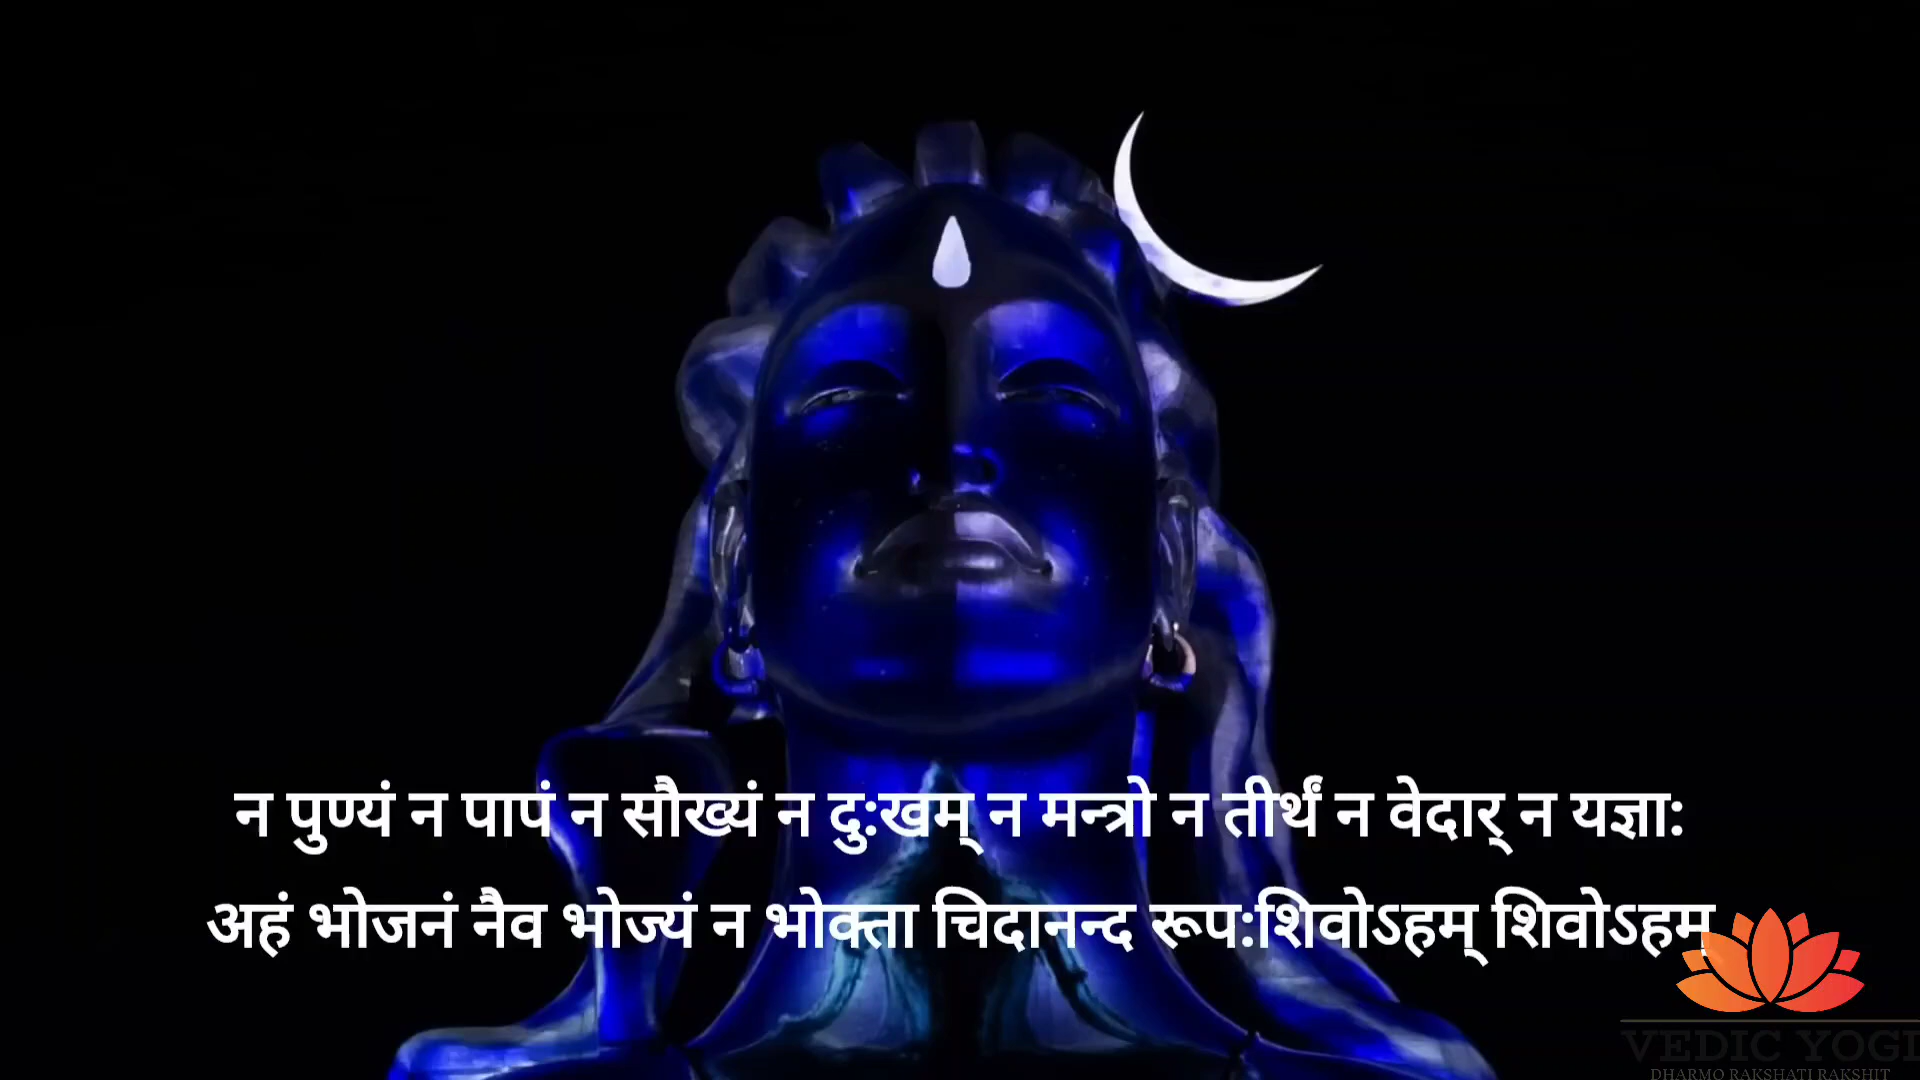 न पुण्यं न पापं न सौख्यं न दु:खम् न मन्त्रो न तीर्थं न वेदार् न यज्ञा:
अहं भोजनं नैव भोज्यं न भोक्ता चिदानन्द रूप:शिवोऽहम् शिवोऽहम्
VEDIC YOGI
DHARMO RAKSHATI RAKSHIT